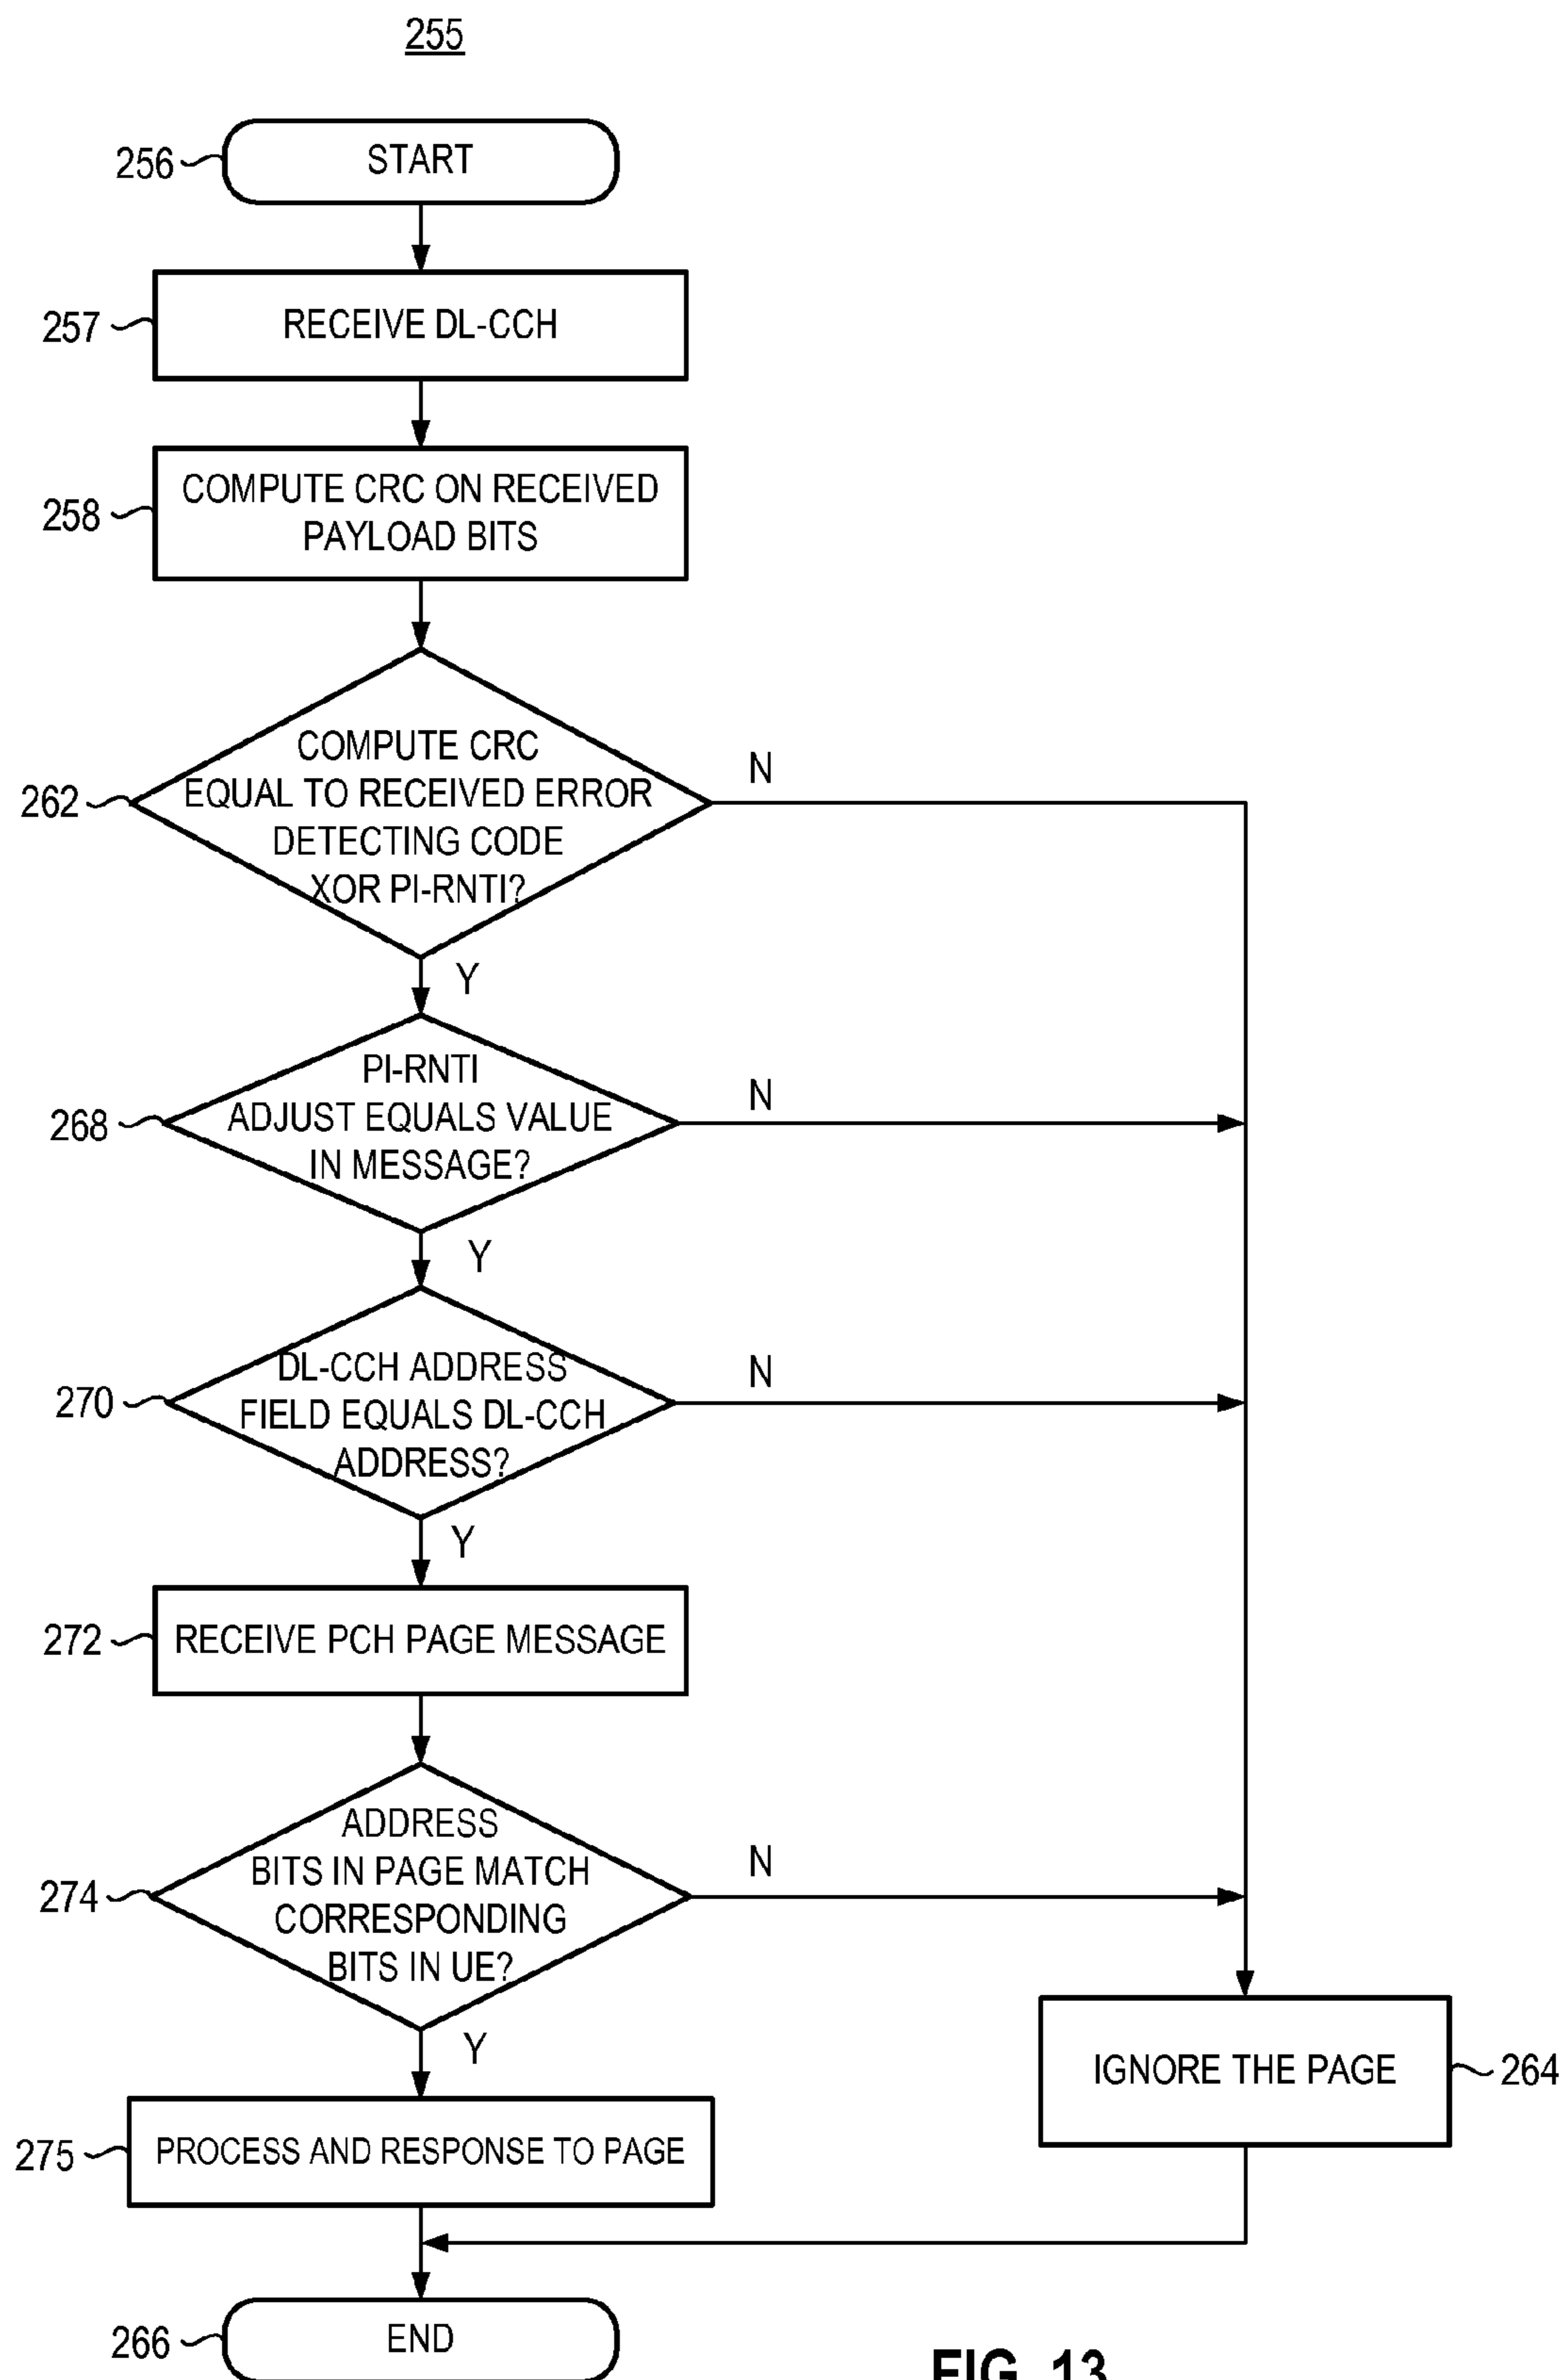 255
256
START
257
RECEIVE DL-CCH
258
COMPUTE CRC ON RECEIVED
PAYLOAD BITS
262
COMPUTE CRC
EQUAL TO RECEIVED ERROR
DETECTING CODE
XOR PI-RNTI?
N
Y
268
PI-RNTI
ADJUST EQUALS VALUE
IN MESSAGE?
N
Y
270
DL-CCH ADDRESS
FIELD EQUALS DL-CCH
ADDRESS?
N
Y
272
RECEIVE PCH PAGE MESSAGE
274
ADDRESS
BITS IN PAGE MATCH
CORRESPONDING
BITS IN UE?
N
Y
IGNORE THE PAGE
264
275
PROCESS AND RESPONSE TO PAGE
266
END
FIG. 13